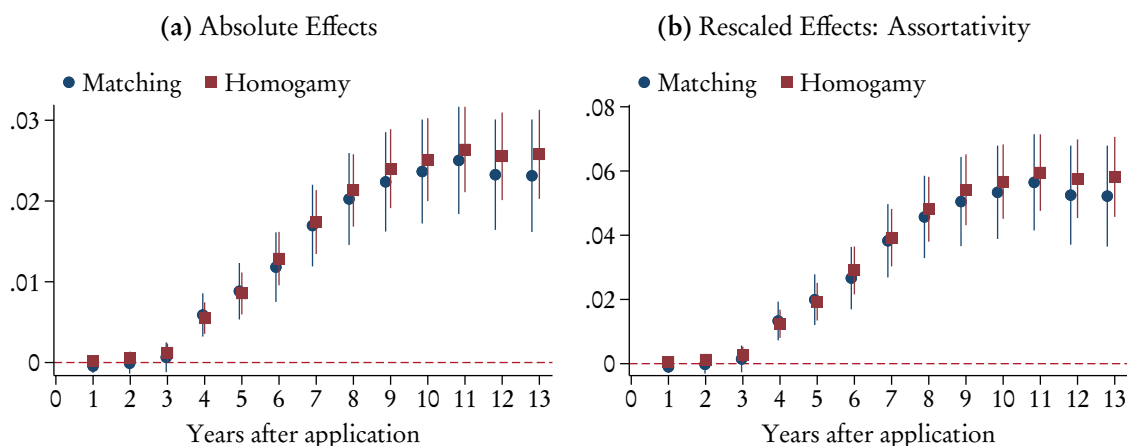 (a) Absolute Effects
Matching Homogamy
.03
.02
.01
0
0 1 2 3 4 5 6 7 8 9 10 11 12 13
Years after application
(b) Rescaled Effects: Assortativity
Matching Homogamy
.08
.06
.04
.02
0
0 1 2 3 4 5 6 7 8 9 10 11 12 13
Years after application